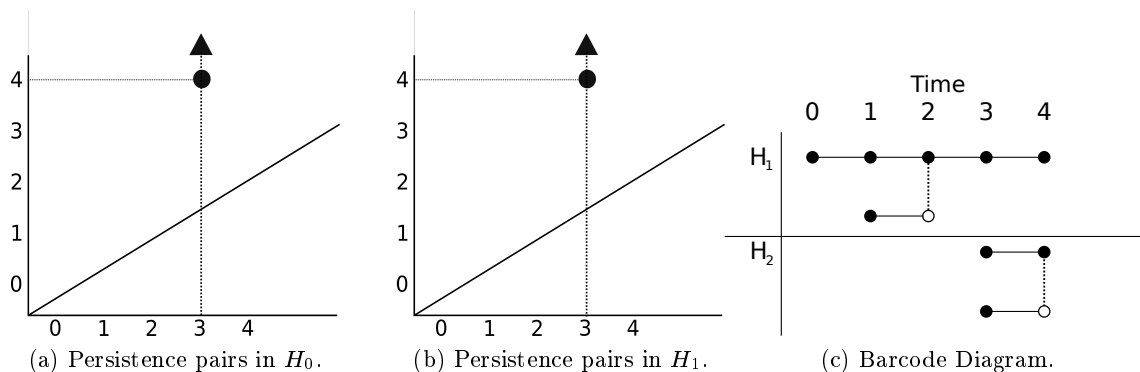 4
3
2
1
0
0 1 2 3 4
(a) Persistence pairs in H₀.
4
3
2
1
0
0 1 2 3 4
(b) Persistence pairs in H₁.
Time
0 1 2 3 4
H₁
H₂
(c) Barcode Diagram.